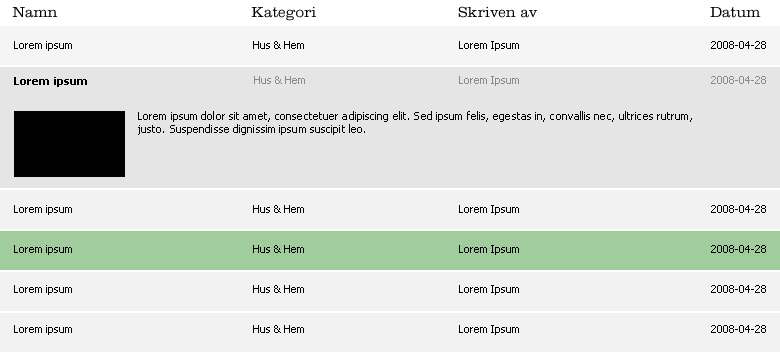 Namn Kategori Skriven av Datum
Lorem ipsum Hus & Hem Lorem Ipsum 2008-04-28
Lorem ipsum Hus & Hem Lorem Ipsum 2008-04-28
Lorem ipsum dolor sit amet, consectetuer adipiscing elit. Sed ipsum felis, egestas in, convallis nec, ultrices rutrum,
justo. Suspendisse dignissim ipsum suscipit leo.
Lorem ipsum Hus & Hem Lorem Ipsum 2008-04-28
Lorem ipsum Hus & Hem Lorem Ipsum 2008-04-28
Lorem ipsum Hus & Hem Lorem Ipsum 2008-04-28
Lorem ipsum Hus & Hem Lorem Ipsum 2008-04-28